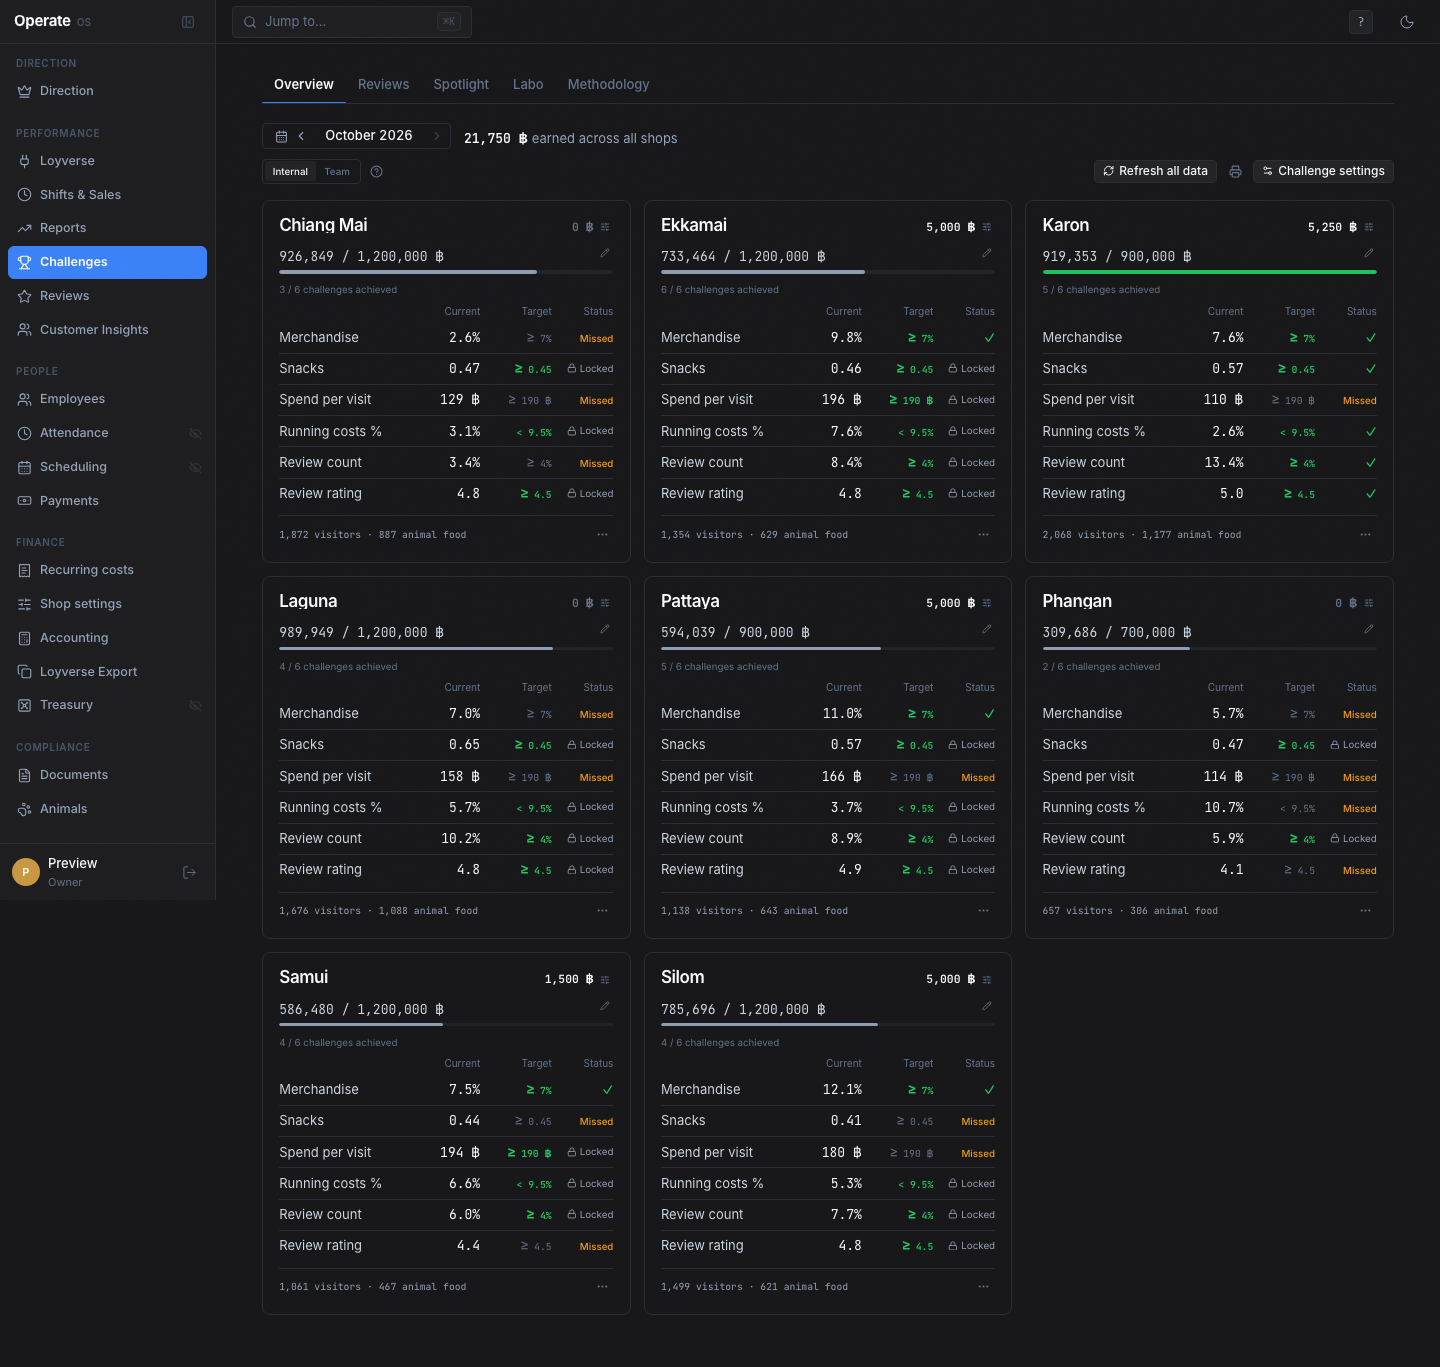 Operate OS
Jump to...
⌘K
?
DIRECTION
Direction
PERFORMANCE
Loyverse
Shifts & Sales
Reports
Challenges
Reviews
Customer Insights
PEOPLE
Employees
Attendance
Scheduling
Payments
FINANCE
Recurring costs
Shop settings
Accounting
Loyverse Export
Treasury
COMPLIANCE
Documents
Animals
P
Preview
Owner
Overview Reviews Spotlight Labo Methodology
October 2026
21,750 ฿ earned across all shops
Internal Team
Refresh all data
Challenge settings
Chiang Mai 0 ฿
926,849 / 1,200,000 ฿
3 / 6 challenges achieved
Current Target Status
Merchandise 2.6% ≥ 7% Missed
Snacks 0.47 ≥ 0.45 Locked
Spend per visit 129 ฿ ≥ 190 ฿ Missed
Running costs % 3.1% < 9.5% Locked
Review count 3.4% ≥ 4% Missed
Review rating 4.8 ≥ 4.5 Locked
1,872 visitors · 887 animal food
Ekkamai 5,000 ฿
733,464 / 1,200,000 ฿
6 / 6 challenges achieved
Current Target Status
Merchandise 9.8% ≥ 7% ✓
Snacks 0.46 ≥ 0.45 Locked
Spend per visit 196 ฿ ≥ 190 ฿ Locked
Running costs % 7.6% < 9.5% Locked
Review count 8.4% ≥ 4% Locked
Review rating 4.8 ≥ 4.5 Locked
1,354 visitors · 629 animal food
Karon 5,250 ฿
919,353 / 900,000 ฿
5 / 6 challenges achieved
Current Target Status
Merchandise 7.6% ≥ 7% ✓
Snacks 0.57 ≥ 0.45 ✓
Spend per visit 110 ฿ ≥ 190 ฿ Missed
Running costs % 2.6% < 9.5% ✓
Review count 13.4% ≥ 4% ✓
Review rating 5.0 ≥ 4.5 ✓
2,068 visitors · 1,177 animal food
Laguna 0 ฿
989,949 / 1,200,000 ฿
4 / 6 challenges achieved
Current Target Status
Merchandise 7.0% ≥ 7% Missed
Snacks 0.65 ≥ 0.45 Locked
Spend per visit 158 ฿ ≥ 190 ฿ Missed
Running costs % 5.7% < 9.5% Locked
Review count 10.2% ≥ 4% Locked
Review rating 4.8 ≥ 4.5 Locked
1,676 visitors · 1,088 animal food
Pattaya 5,000 ฿
594,039 / 900,000 ฿
5 / 6 challenges achieved
Current Target Status
Merchandise 11.0% ≥ 7% ✓
Snacks 0.57 ≥ 0.45 Locked
Spend per visit 166 ฿ ≥ 190 ฿ Missed
Running costs % 3.7% < 9.5% Locked
Review count 8.9% ≥ 4% Locked
Review rating 4.9 ≥ 4.5 Locked
1,138 visitors · 643 animal food
Phangan 0 ฿
309,686 / 700,000 ฿
2 / 6 challenges achieved
Current Target Status
Merchandise 5.7% ≥ 7% Missed
Snacks 0.47 ≥ 0.45 Locked
Spend per visit 114 ฿ ≥ 190 ฿ Missed
Running costs % 10.7% < 9.5% Missed
Review count 5.9% ≥ 4% Locked
Review rating 4.1 ≥ 4.5 Missed
657 visitors · 306 animal food
Samui 1,500 ฿
586,480 / 1,200,000 ฿
4 / 6 challenges achieved
Current Target Status
Merchandise 7.5% ≥ 7% ✓
Snacks 0.44 ≥ 0.45 Missed
Spend per visit 194 ฿ ≥ 190 ฿ Locked
Running costs % 6.6% < 9.5% Locked
Review count 6.0% ≥ 4% Locked
Review rating 4.4 ≥ 4.5 Missed
1,061 visitors · 467 animal food
Silom 5,000 ฿
785,696 / 1,200,000 ฿
4 / 6 challenges achieved
Current Target Status
Merchandise 12.1% ≥ 7% ✓
Snacks 0.41 ≥ 0.45 Missed
Spend per visit 180 ฿ ≥ 190 ฿ Missed
Running costs % 5.3% < 9.5% Locked
Review count 7.7% ≥ 4% Locked
Review rating 4.8 ≥ 4.5 Locked
1,499 visitors · 621 animal food